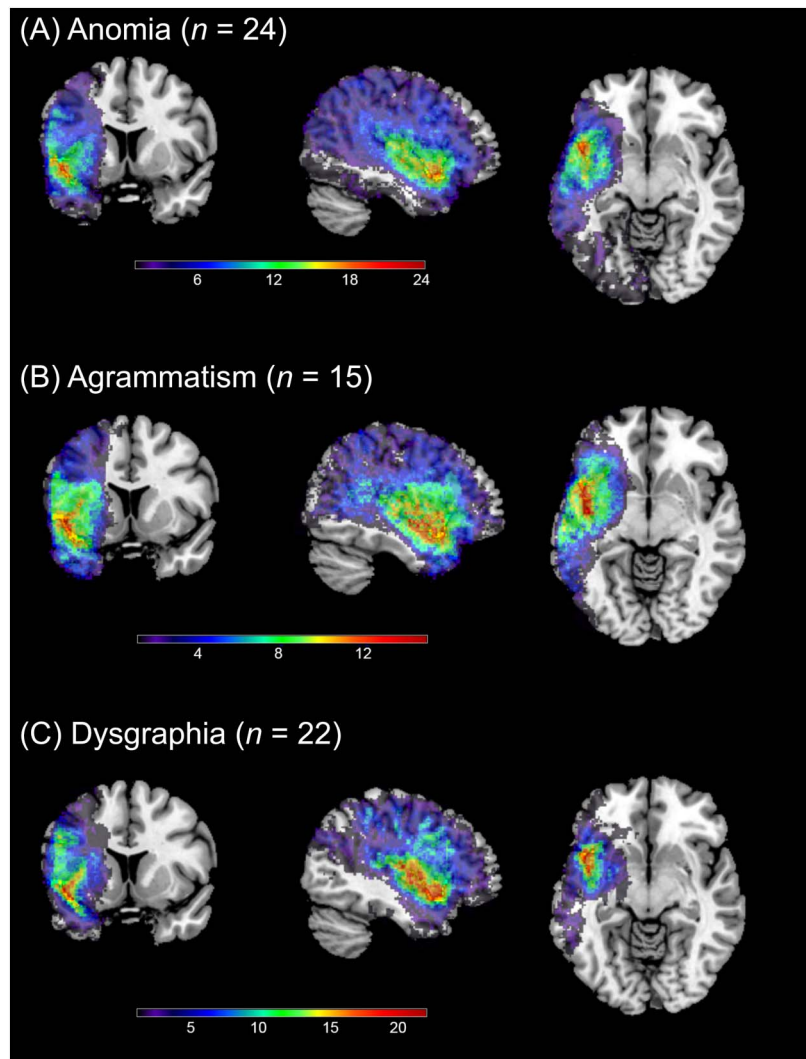 (A) Anomia (n = 24)
6 12 18 24
(B) Agrammatism (n = 15)
4 8 12
(C) Dysgraphia (n = 22)
5 10 15 20